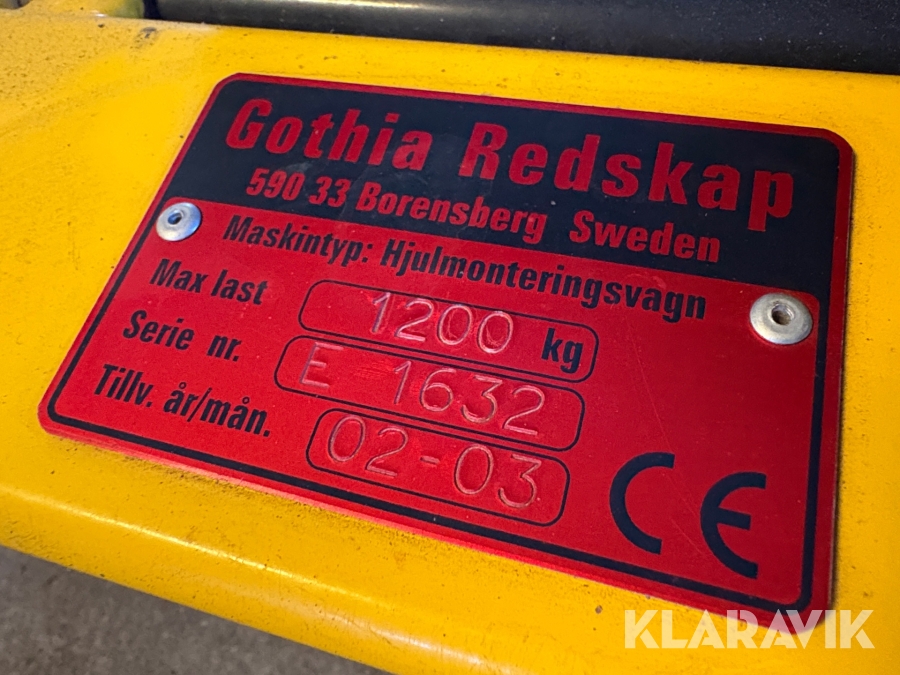 Gothia Redskap
590 33 Borensberg Sweden
Maskintyp: Hjulmonteringsvagn
Max last 1200 kg
Serie nr. E 1632
Tillv. år/mån. 02-03
CE
KLARAVIK